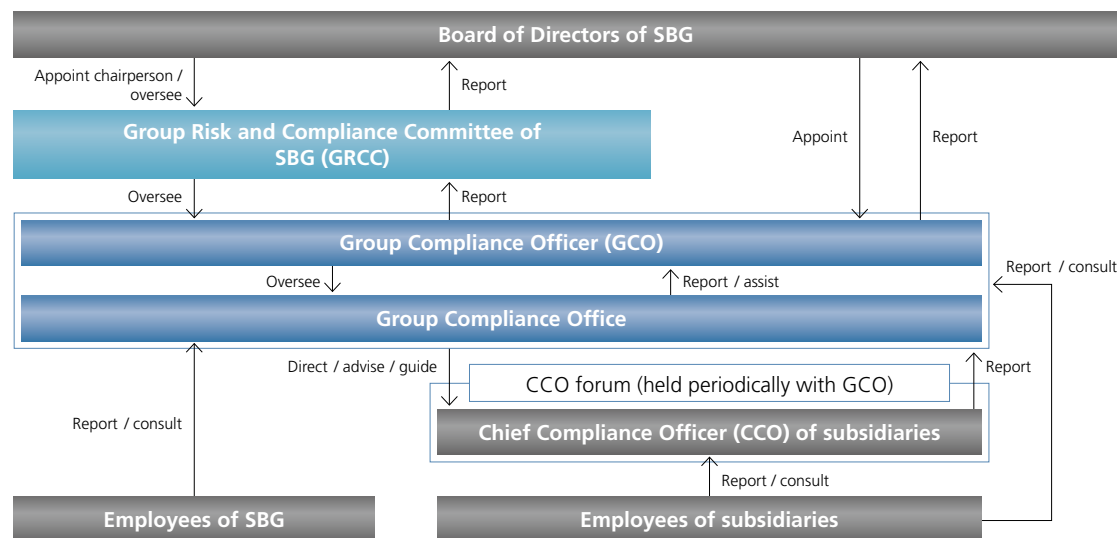 Board of Directors of SBG
Appoint chairperson /
oversee
Report
Appoint
Report
Group Risk and Compliance Committee of
SBG (GRCC)
Oversee
Report
Group Compliance Officer (GCO)
Oversee
Report / assist
Report / consult
Group Compliance Office
Direct / advise / guide
Report
CCO forum (held periodically with GCO)
Report / consult
Chief Compliance Officer (CCO) of subsidiaries
Report / consult
Employees of SBG
Employees of subsidiaries